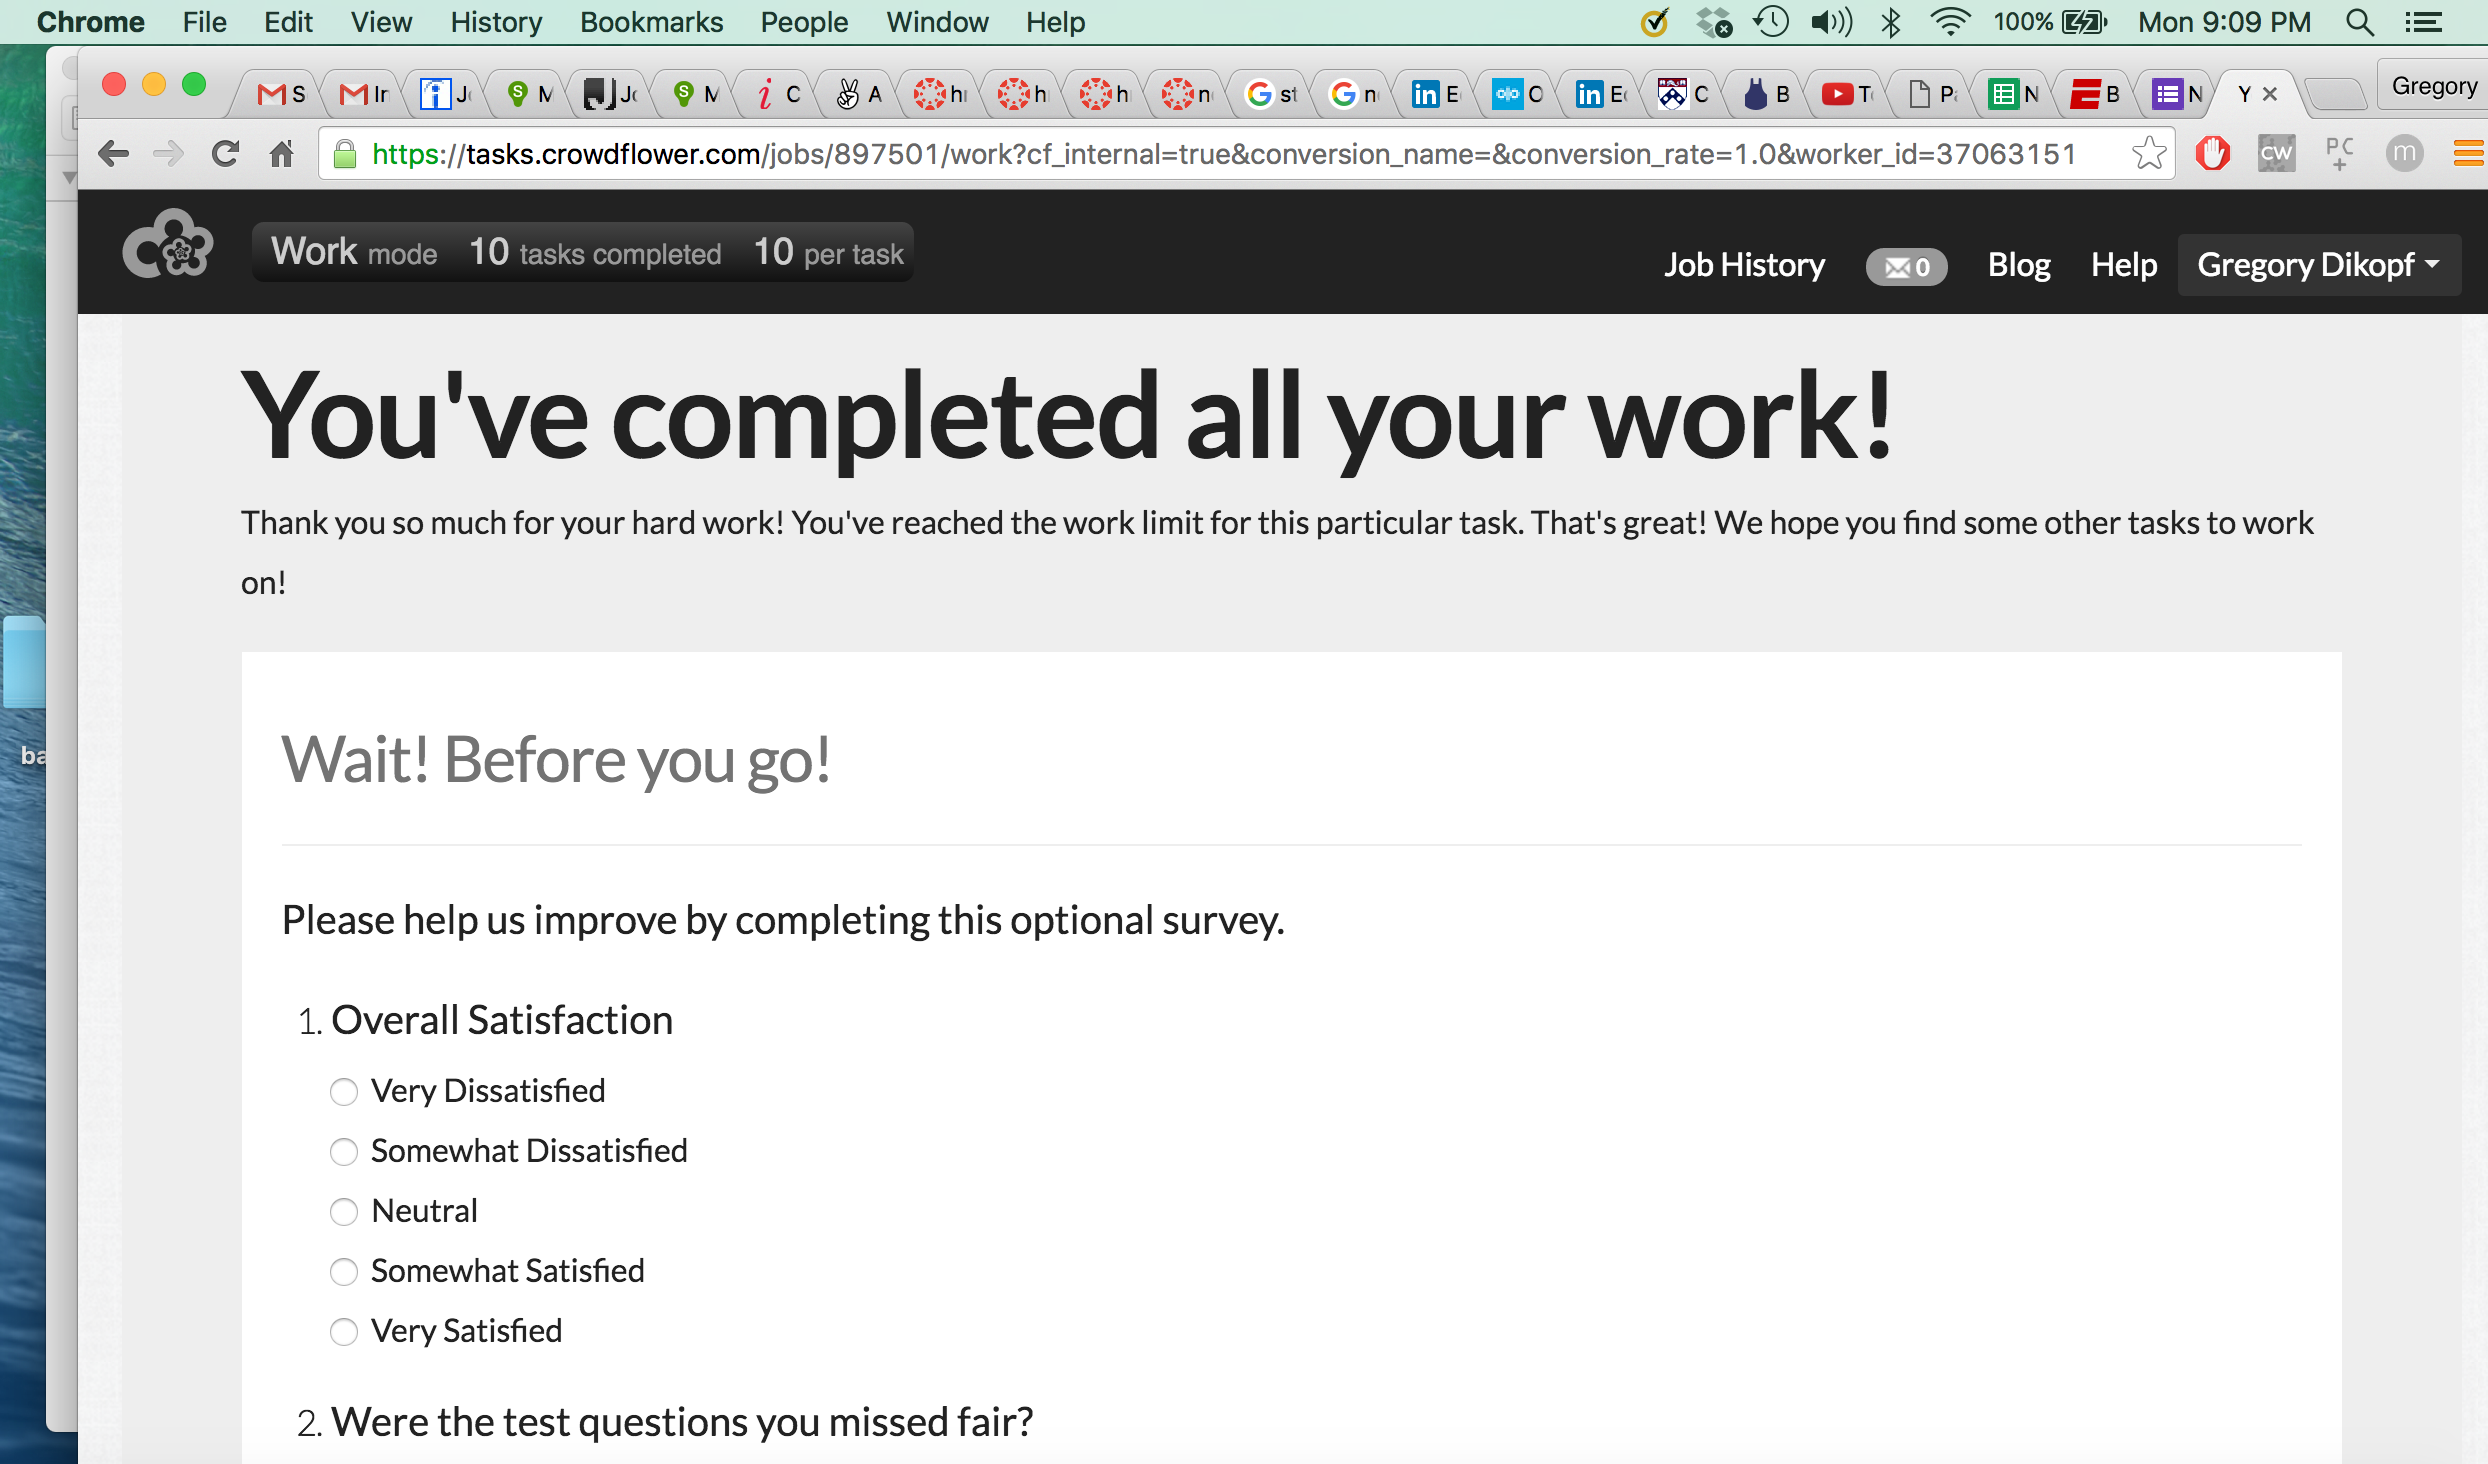 Chrome File Edit View History Bookmarks People Window Help 100% Mon 9:09 PM
S Ir J M J M C A h h h n st n E O E C B T P N B N Y Gregory
https://tasks.crowdflower.com/jobs/897501/work?cf_internal=true&conversion_name=&conversion_rate=1.0&worker_id=37063151 CW PC + m
Work mode 10 tasks completed 10 per task Job History 0 Blog Help Gregory Dikopf
You've completed all your work!
Thank you so much for your hard work! You've reached the work limit for this particular task. That's great! We hope you find some other tasks to work
on!
ba
Wait! Before you go!
Please help us improve by completing this optional survey.
1. Overall Satisfaction
Very Dissatisfied
Somewhat Dissatisfied
Neutral
Somewhat Satisfied
Very Satisfied
2. Were the test questions you missed fair?